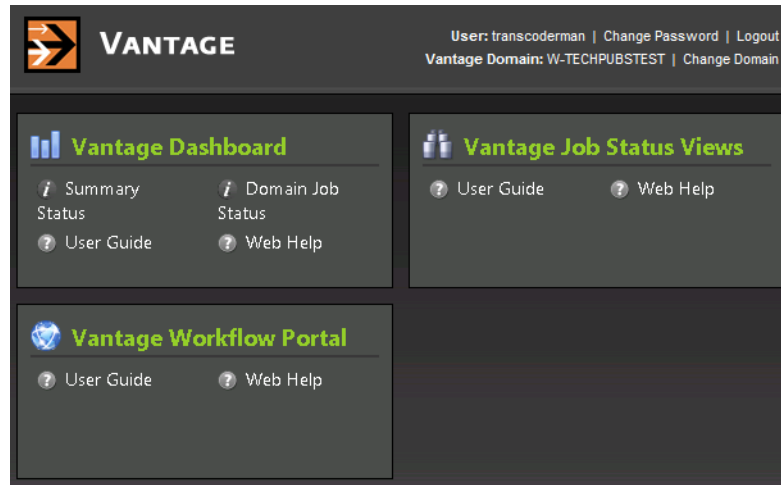 VANTAGE
User: transcoderman | Change Password | Logout
Vantage Domain: W-TECHPUBSTEST | Change Domain
Vantage Dashboard
Summary Status
Domain Job Status
User Guide
Web Help
Vantage Job Status Views
User Guide
Web Help
Vantage Workflow Portal
User Guide
Web Help